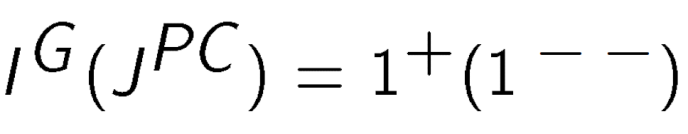 I^G(J^{PC}) = 1^+(1^{--})